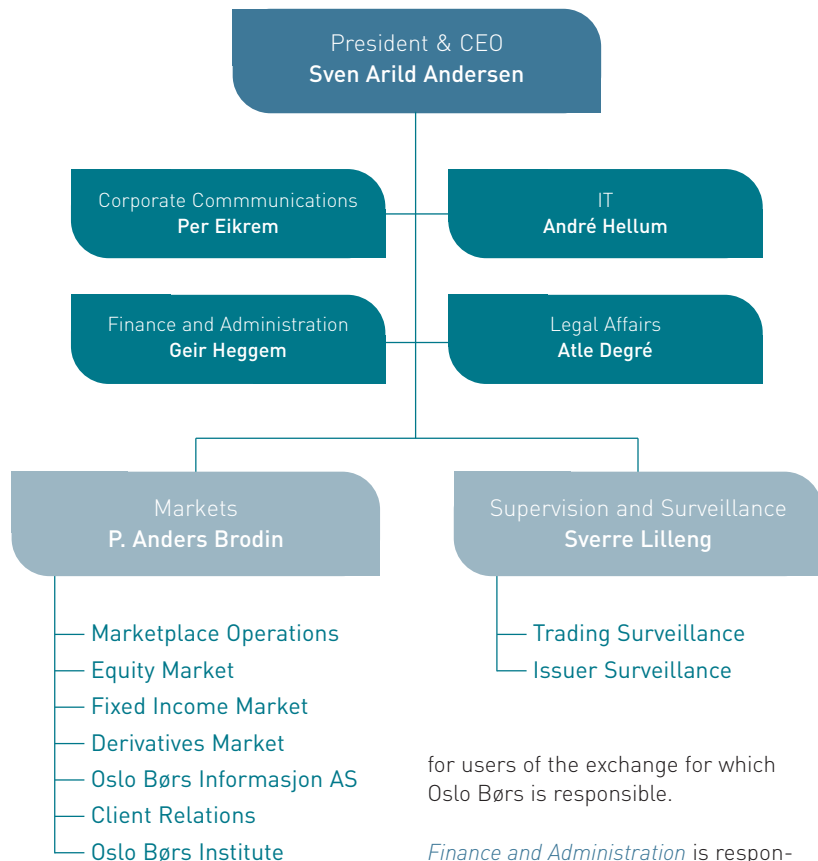 President & CEO
Sven Arild Andersen
Corporate Commmunications
Per Eikrem
IT
André Hellum
Finance and Administration
Geir Heggem
Legal Affairs
Atle Degré
Markets
P. Anders Brodin
Supervision and Surveillance
Sverre Lilleng
Marketplace Operations
Equity Market
Fixed Income Market
Derivatives Market
Oslo Børs Informasjon AS
Client Relations
Oslo Børs Institute
Trading Surveillance
Issuer Surveillance
for users of the exchange for which
Oslo Børs is responsible.
Finance and Administration is respon-